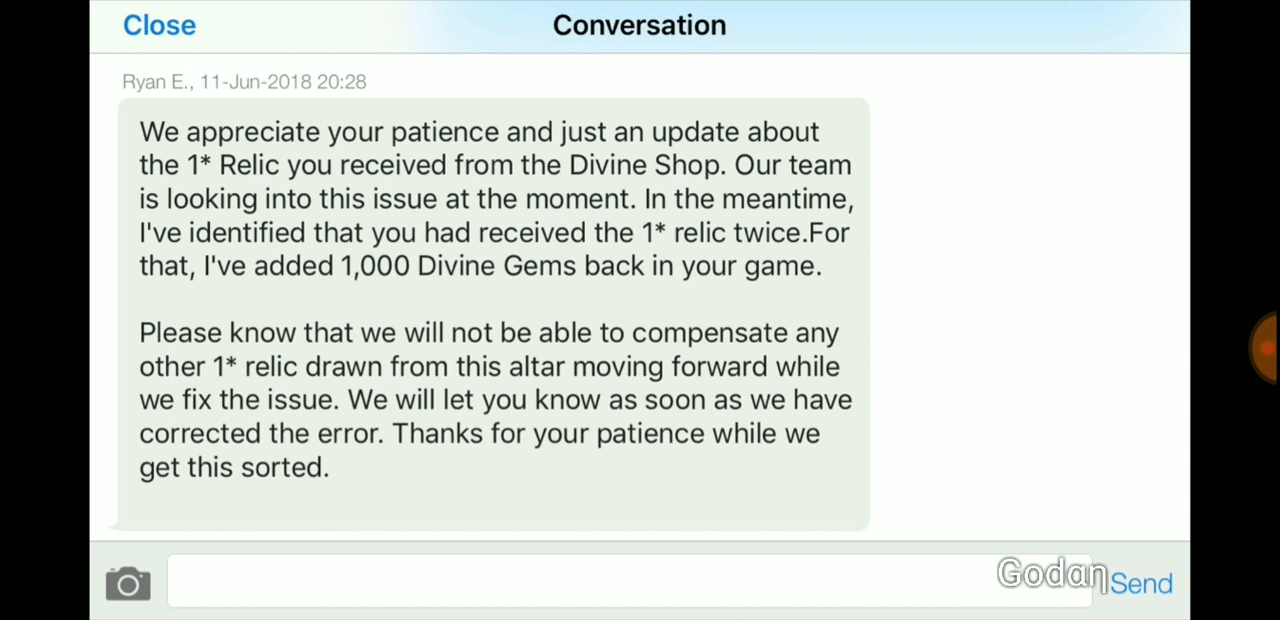 Close
Conversation
Ryan E., 11-Jun-2018 20:28
We appreciate your patience and just an update about
the 1* Relic you received from the Divine Shop. Our team
is looking into this issue at the moment. In the meantime,
I've identified that you had received the 1* relic twice.For
that, I've added 1,000 Divine Gems back in your game.
Please know that we will not be able to compensate any
other 1* relic drawn from this altar moving forward while
we fix the issue. We will let you know as soon as we have
corrected the error. Thanks for your patience while we
get this sorted.
Godaղ
Send